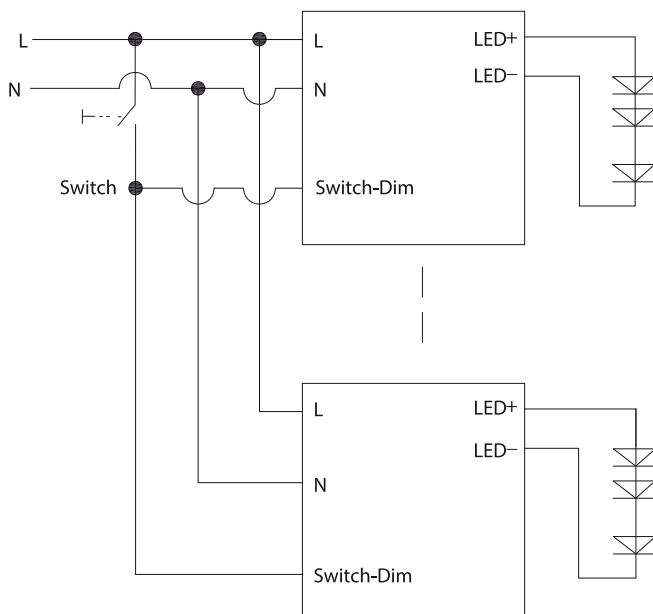 L
L
LED+
LED−
N
N
Switch
Switch-Dim
L
LED+
LED−
N
Switch-Dim